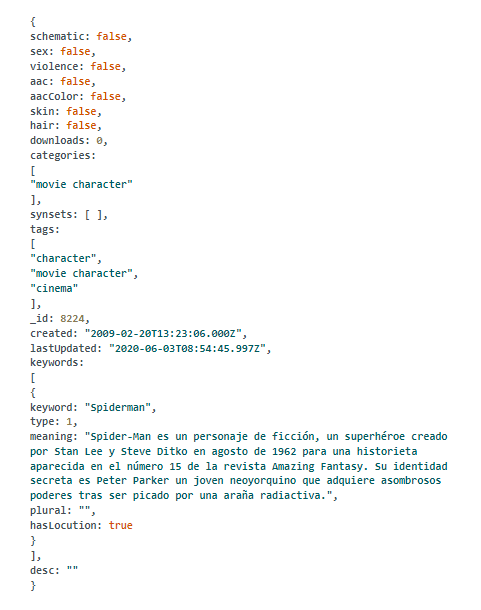 {
schematic: false,
sex: false,
violence: false,
aac: false,
aacColor: false,
skin: false,
hair: false,
downloads: 0,
categories:
[
"movie character"
],
synsets: [ ],
tags:
[
"character",
"movie character",
"cinema"
],
_id: 8224,
created: "2009-02-20T13:23:06.000Z",
lastUpdated: "2020-06-03T08:54:45.997Z",
keywords:
[
{
keyword: "Spiderman",
type: 1,
meaning: "Spider-Man es un personaje de ficción, un superhéroe creado
por Stan Lee y Steve Ditko en agosto de 1962 para una historieta
aparecida en el número 15 de la revista Amazing Fantasy. Su identidad
secreta es Peter Parker un joven neoyorquino que adquiere asombrosos
poderes tras ser picado por una araña radiactiva.",
plural: "",
hasLocution: true
}
],
desc: ""
}